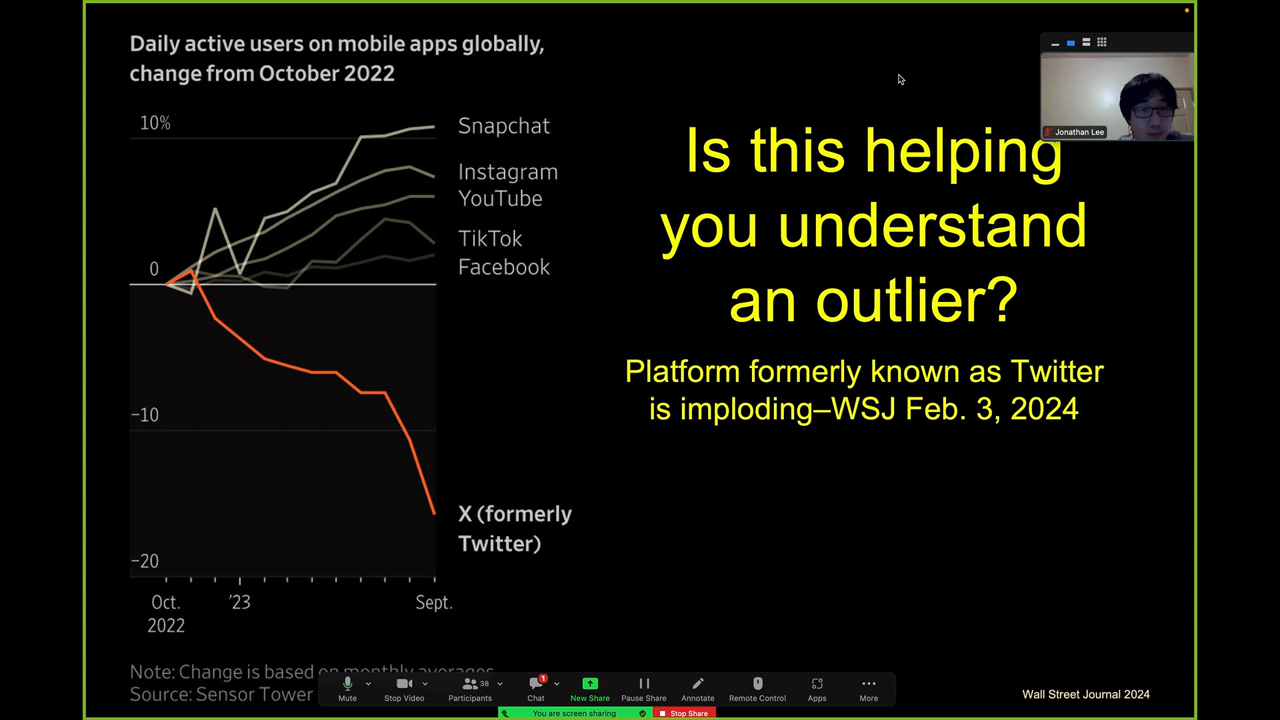 Daily active users on mobile apps globally,
change from October 2022
10%
0
−10
−20
Snapchat
Instagram
YouTube
TikTok
Facebook
X (formerly
Twitter)
Oct.
2022
'23
Sept.
Note: Change is based on monthly averages
Source: Sensor Tower
Jonathan Lee
Is this helping
you understand
an outlier?
Platform formerly known as Twitter
is imploding–WSJ Feb. 3, 2024
Wall Street Journal 2024
Mute
Stop Video
38
Participants
1
Chat
New Share
Pause Share
Annotate
Remote Control
Apps
More
You are screen sharing
Stop Share